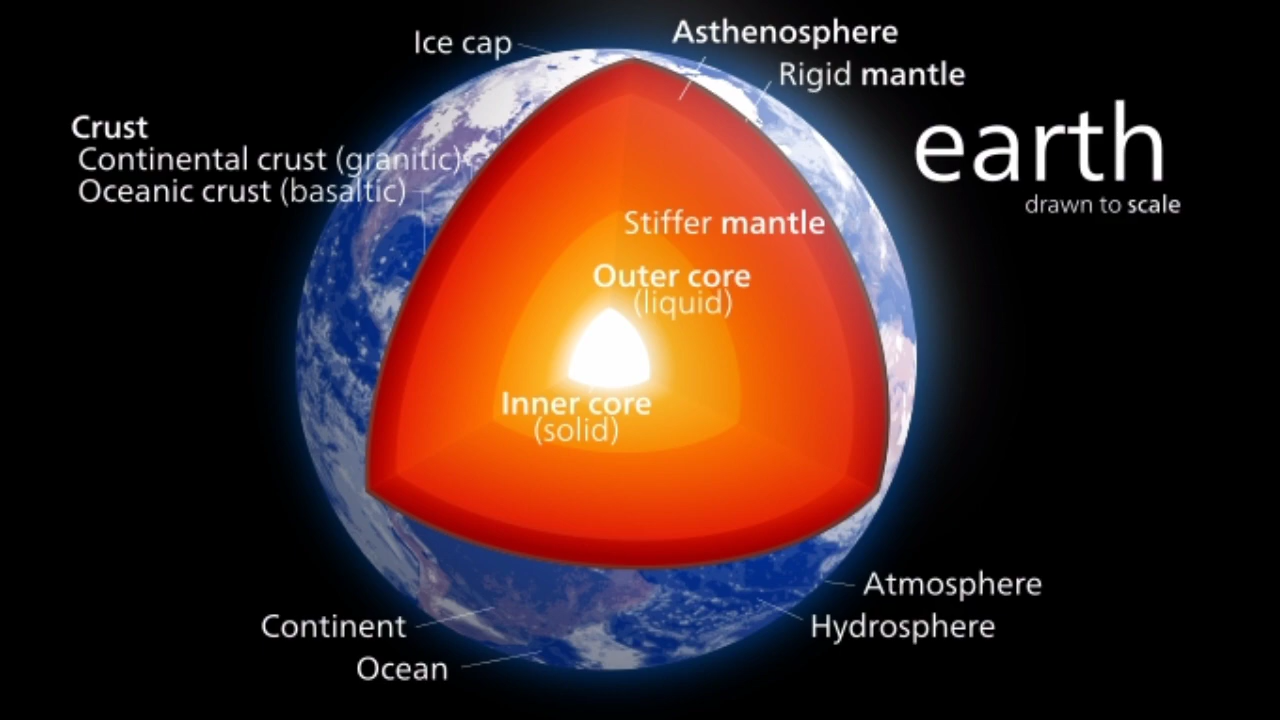 Ice cap
Asthenosphere
Rigid mantle
Crust
Continental crust (granitic)
Oceanic crust (basaltic)
earth
drawn to scale
Stiffer mantle
Outer core
(liquid)
Inner core
(solid)
Atmosphere
Hydrosphere
Continent
Ocean